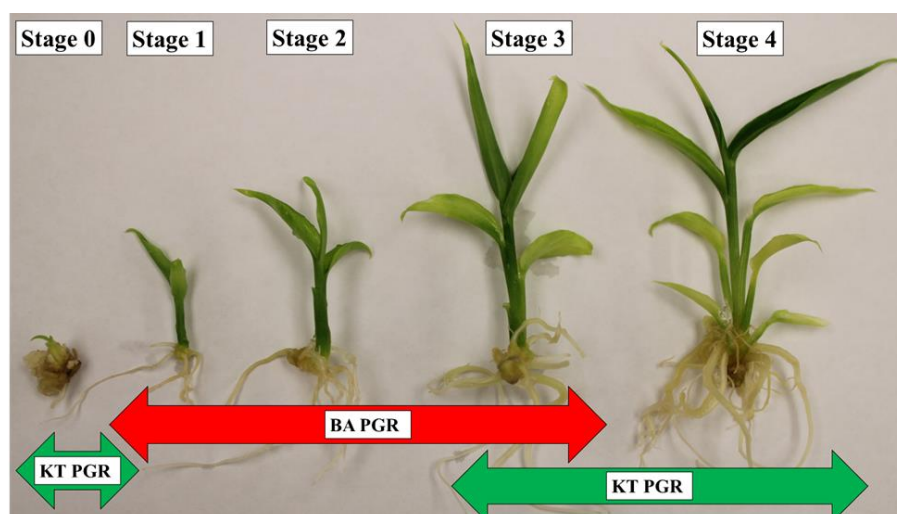 Stage 0
Stage 1
Stage 2
Stage 3
Stage 4
BA PGR
KT PGR
KT PGR